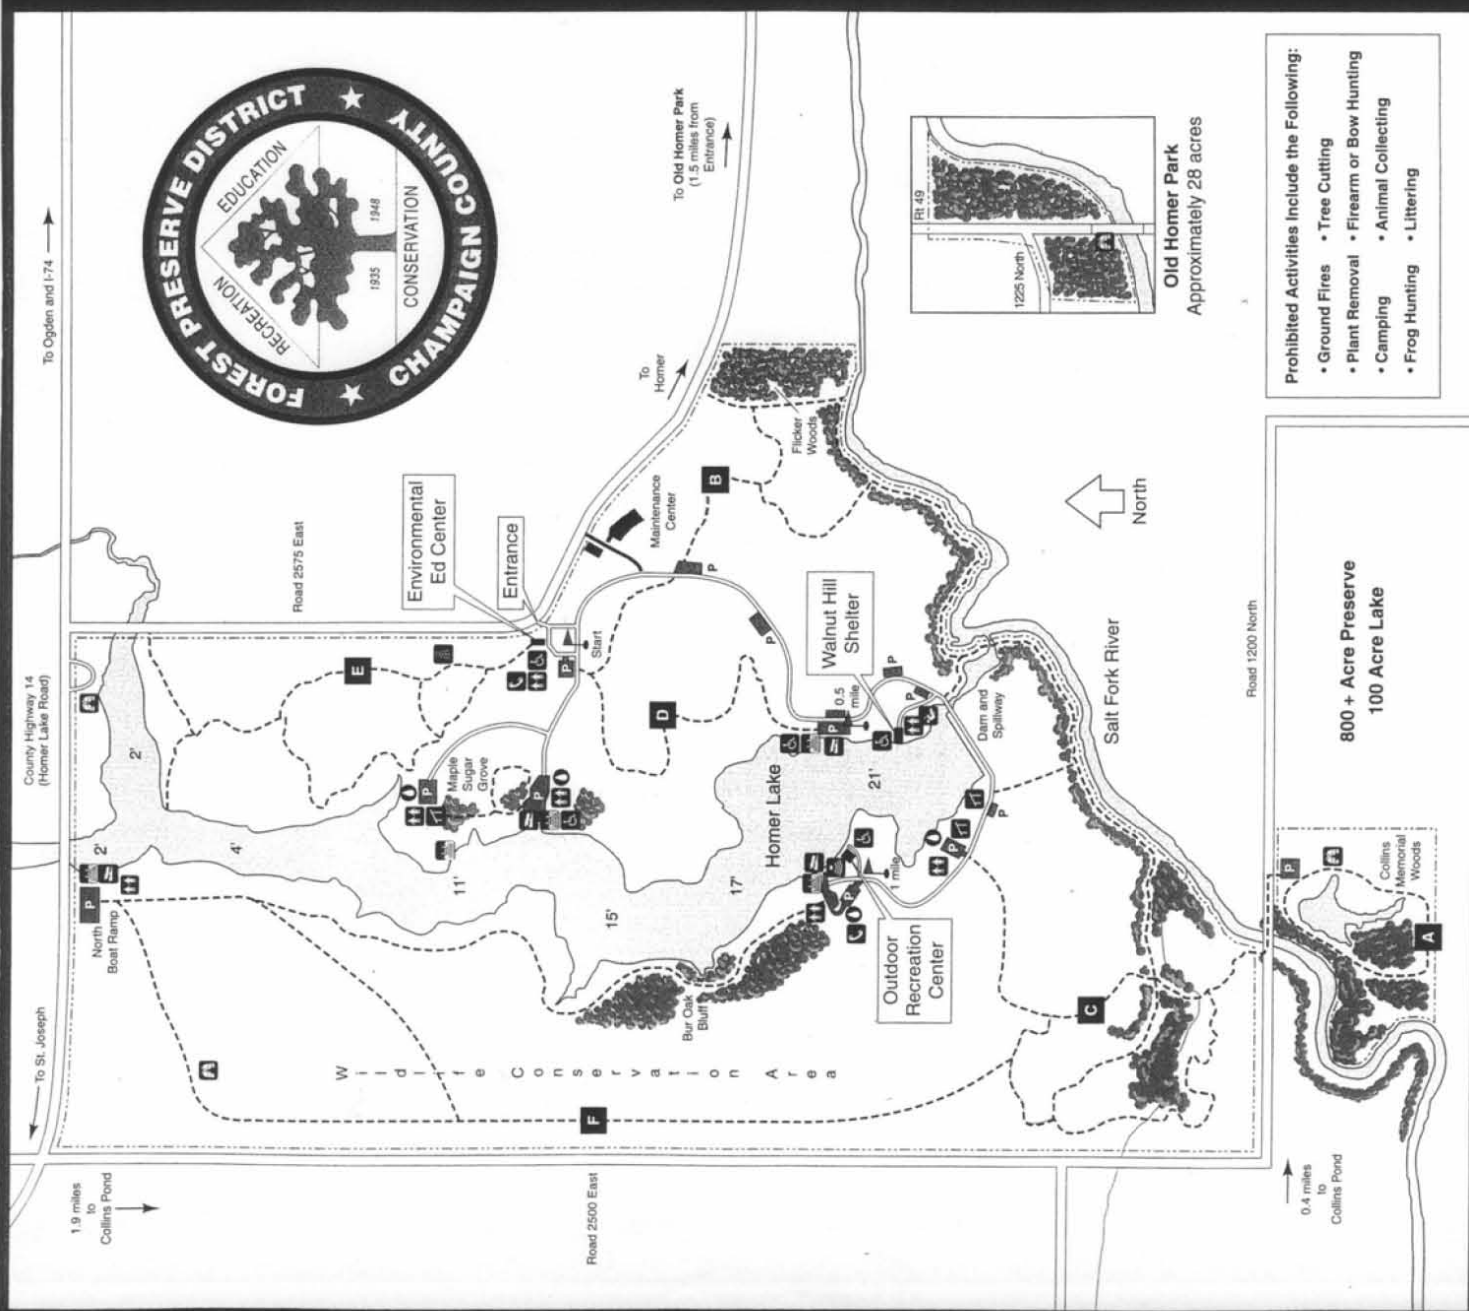 FOREST PRESERVE DISTRICT
★ CHAMPAIGN COUNTY ★
RECREATION
EDUCATION
1935
1948
CONSERVATION
To Ogden and I-74
County Highway 14
(Homer Lake Road)
To St. Joseph
1.9 miles
to
Collins Pond
Road 2575 East
To Old Homer Park
(1.5 miles from
Entrance)
To
Homer
Environmental
Ed Center
Entrance
Start
Maintenance
Center
Flicker
Woods
B
E
D
P
P
P
P
P
P
0.5
mile
Walnut Hill
Shelter
Dam and
Spillway
Salt Fork River
North
2'
2'
4'
11'
15'
17'
21'
Homer Lake
Maple
Sugar
Grove
P
P
P
North
Boat Ramp
P
P
P
P
1 mile
Outdoor
Recreation
Center
Bur Oak
Bluff
Wildlife Conservation Area
F
C
A
P
Collins
Memorial
Woods
Road 2500 East
Road 1200 North
0.4 miles
to
Collins Pond
800 + Acre Preserve
100 Acre Lake
Rt 49
1225 North
Old Homer Park
Approximately 28 acres
Prohibited Activities Include the Following:
• Ground Fires • Tree Cutting
• Plant Removal • Firearm or Bow Hunting
• Camping • Animal Collecting
• Frog Hunting • Littering